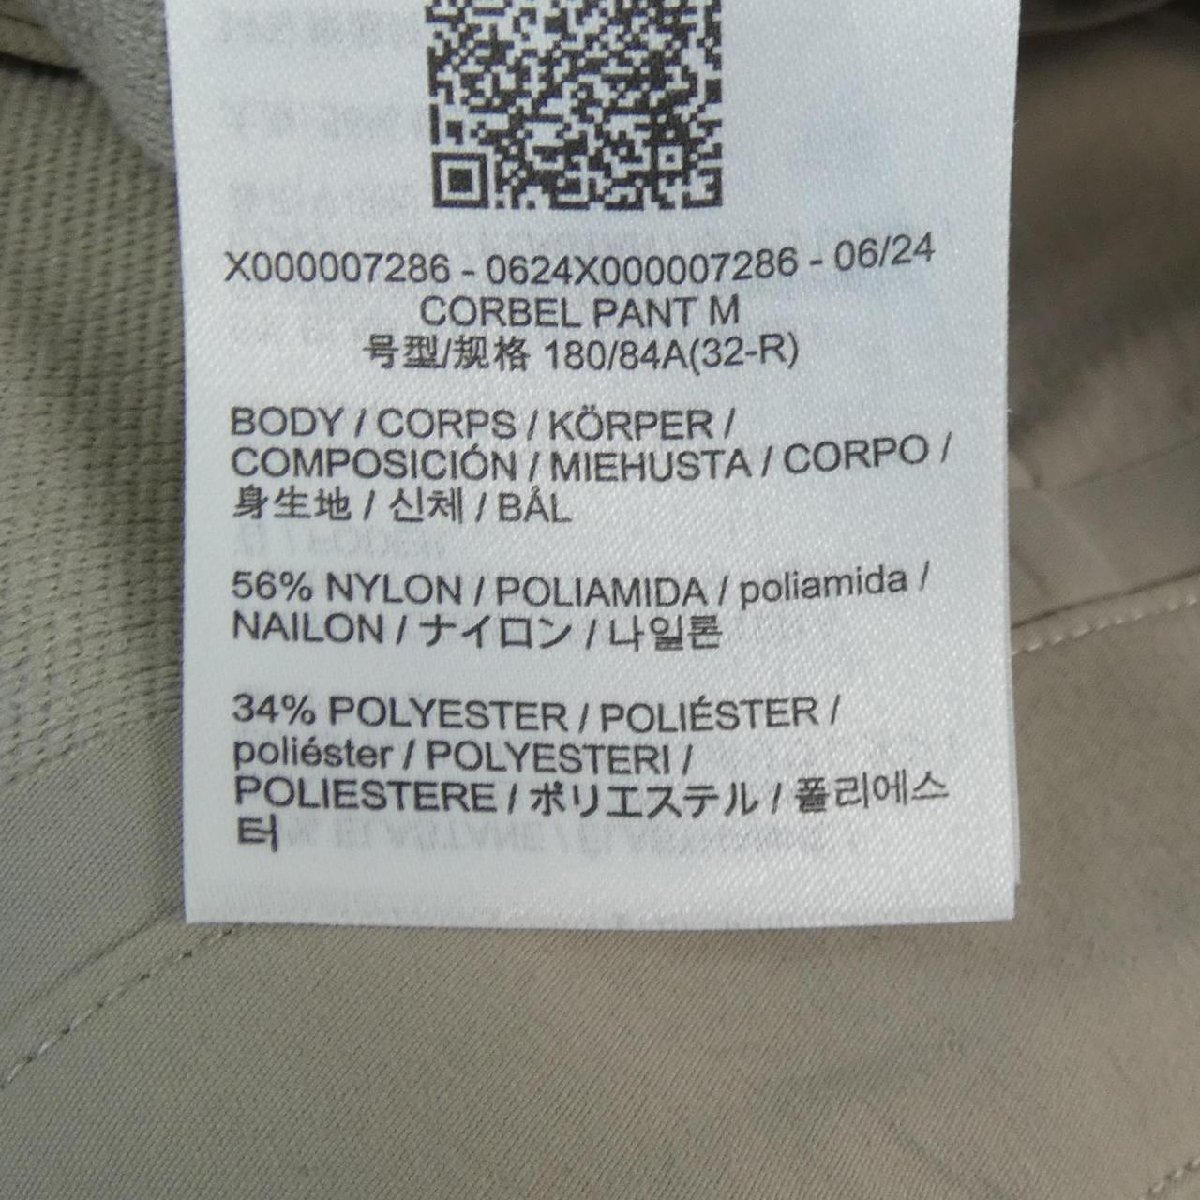 X000007286 - 0624X000007286 - 06/24
CORBEL PANT M
号型/规格 180/84A(32-R)
BODY / CORPS / KÖRPER /
COMPOSICIÓN / MIEHUSTA / CORPO /
身生地 / 신체 / BÅL
56% NYLON / POLIAMIDA / poliamida /
NAILON / ナイロン / 나일론
34% POLYESTER / POLIÉSTER /
poliéster / POLYESTERI /
POLIESTERE / ポリエステル / 폴리에스
터